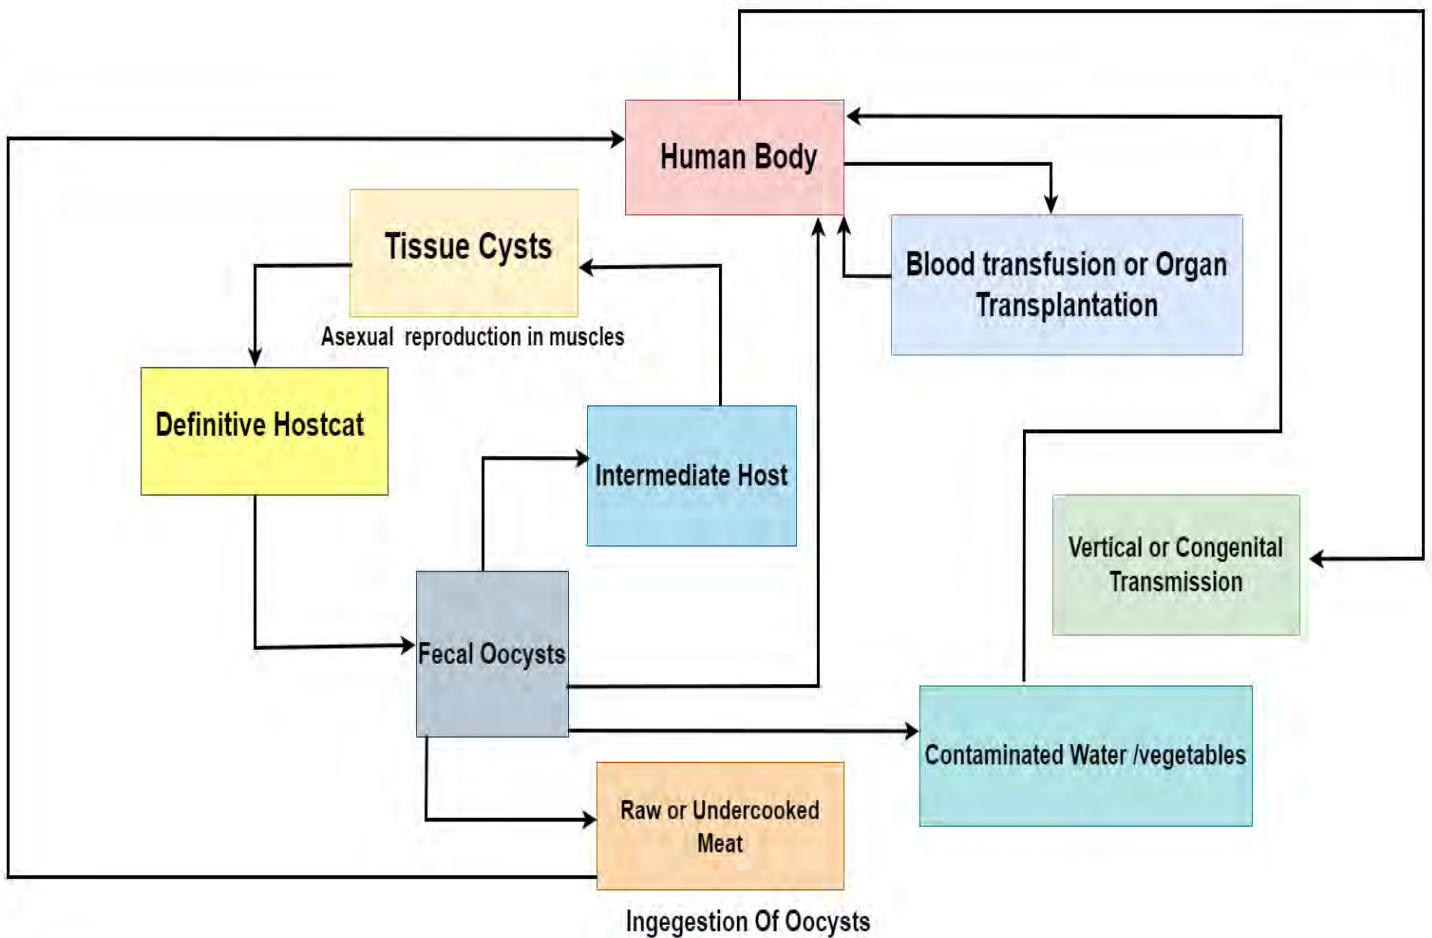 Human Body
Tissue Cysts
Blood transfusion or Organ
Transplantation
Asexual reproduction in muscles
Definitive Hostcat
Intermediate Host
Vertical or Congenital
Transmission
Fecal Oocysts
Contaminated Water /vegetables
Raw or Undercooked
Meat
Ingegestion Of Oocysts